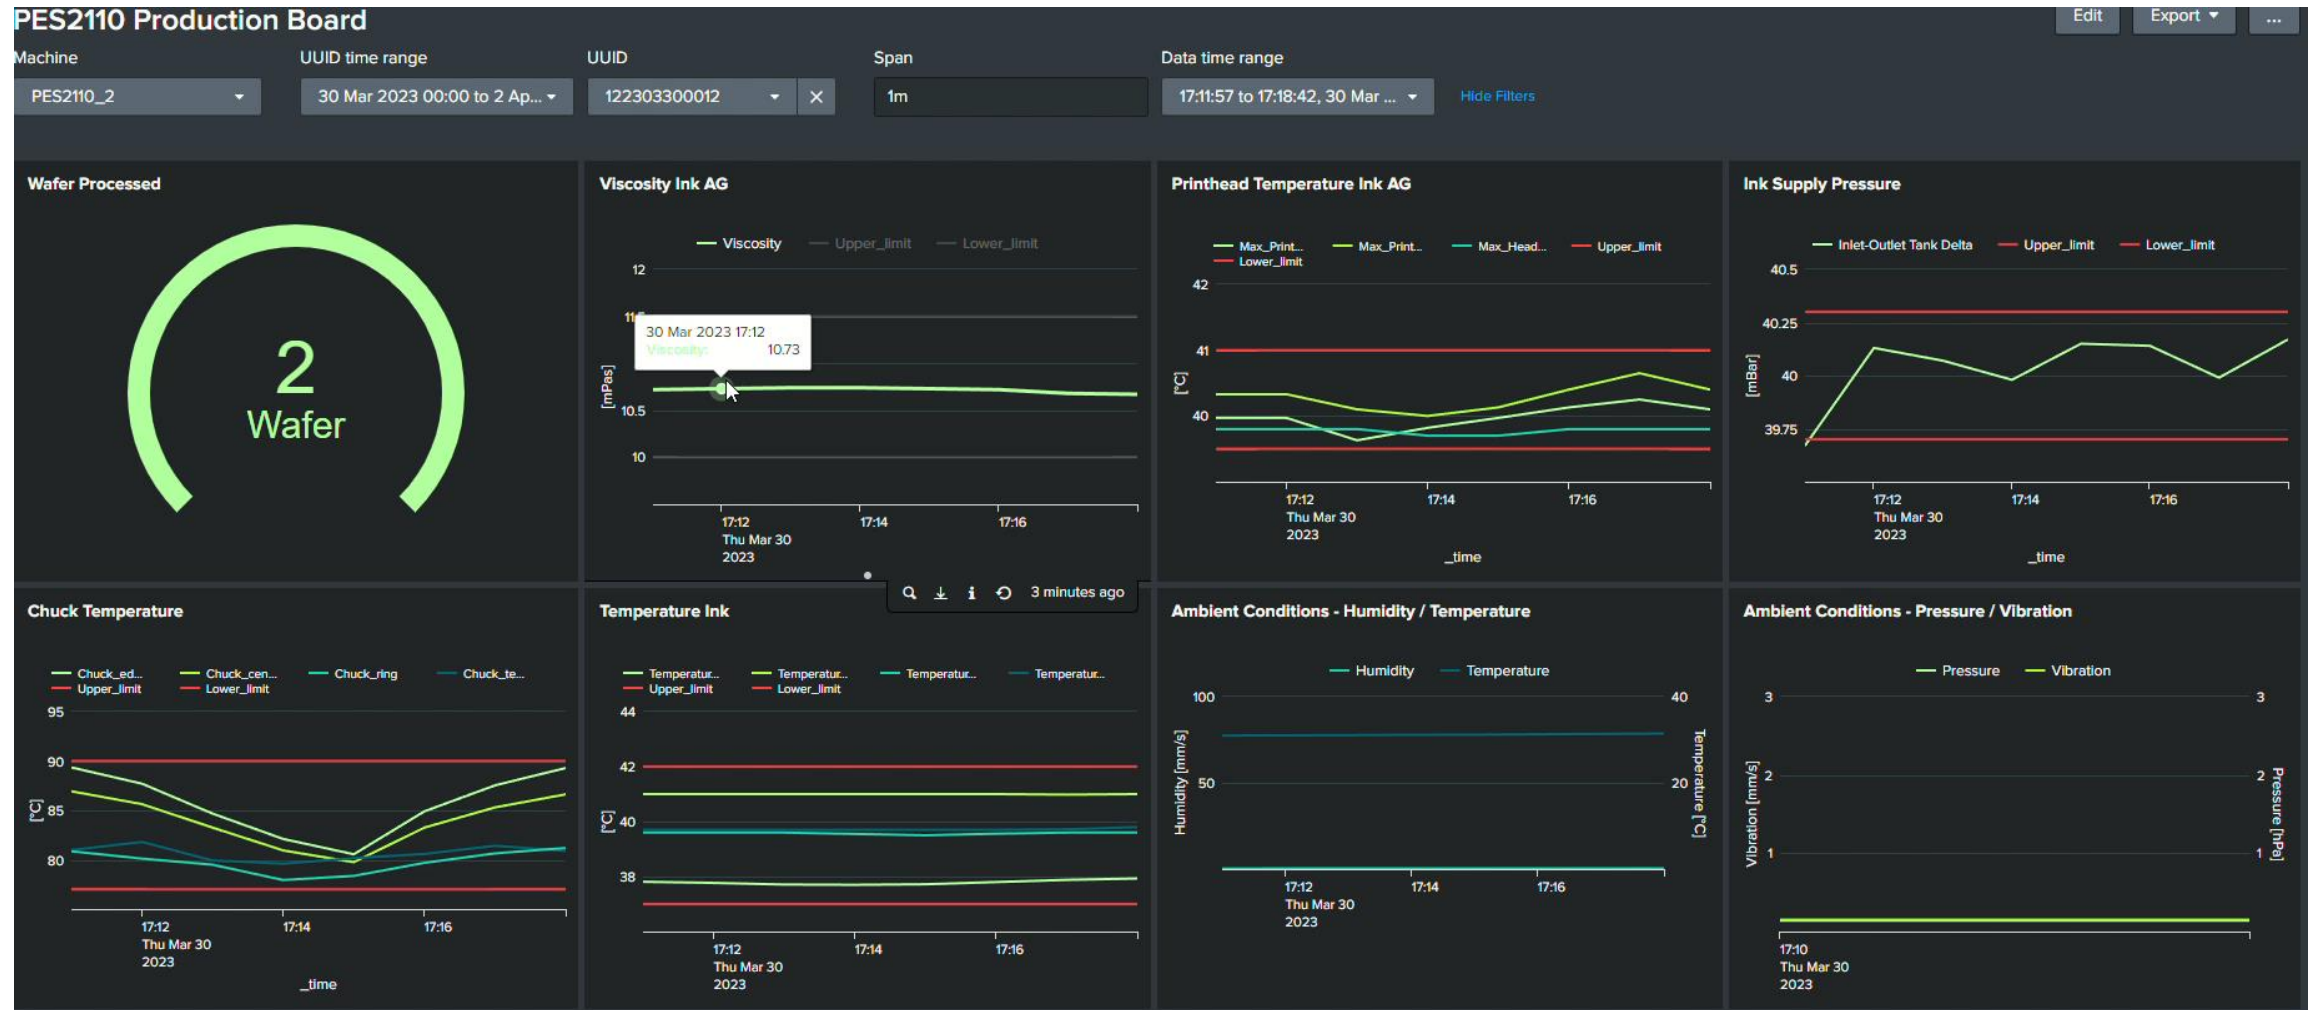 PES2110 Production Board
Edit
Export
...
Machine
UUID time range
UUID
Span
Data time range
PES2110_2
30 Mar 2023 00:00 to 2 Ap...
122303300012
1m
17:11:57 to 17:18:42, 30 Mar ...
Hide Filters
Wafer Processed
2
Wafer
Viscosity Ink AG
Viscosity
Upper_limit
Lower_limit
12
30 Mar 2023 17:12
Viscosity:
10.73
[mPas]
10.5
10
17:12
Thu Mar 30
2023
17:14
17:16
3 minutes ago
Printhead Temperature Ink AG
Max_Print...
Max_Print...
Max_Head...
Upper_limit
Lower_limit
42
41
40
[°C]
17:12
Thu Mar 30
2023
17:14
17:16
_time
Ink Supply Pressure
Inlet-Outlet Tank Delta
Upper_limit
Lower_limit
40.5
40.25
40
39.75
[mBar]
17:12
Thu Mar 30
2023
17:14
17:16
_time
Chuck Temperature
Chuck_ed...
Chuck_cen...
Chuck_ring
Chuck_te...
Upper_limit
Lower_limit
95
90
85
80
[°C]
17:12
Thu Mar 30
2023
17:14
17:16
_time
Temperature Ink
Temperatur...
Temperatur...
Temperatur...
Temperatur...
Upper_limit
Lower_limit
44
42
40
38
[°C]
17:12
Thu Mar 30
2023
17:14
17:16
Ambient Conditions - Humidity / Temperature
Humidity
Temperature
100
50
Humidity [mm/s]
40
20
Temperature [°C]
17:12
Thu Mar 30
2023
17:14
17:16
Ambient Conditions - Pressure / Vibration
Pressure
Vibration
3
2
1
Vibration [mm/s]
3
2
1
Pressure [hPa]
17:10
Thu Mar 30
2023